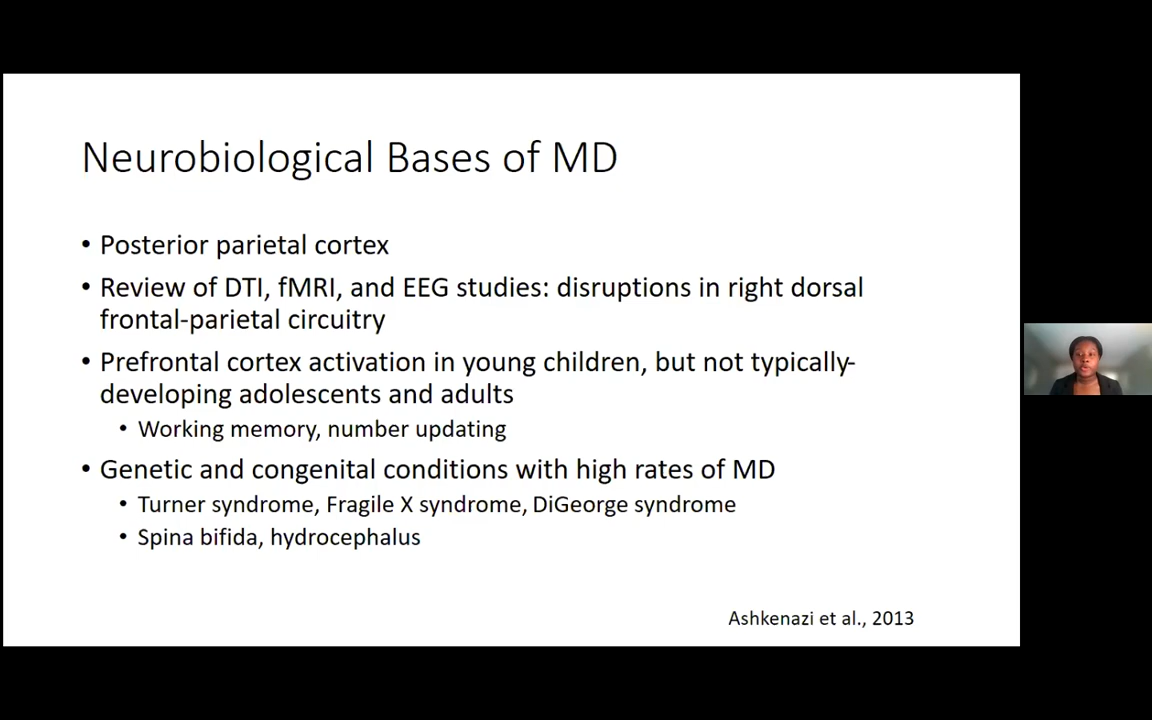 Neurobiological Bases of MD
• Posterior parietal cortex
• Review of DTI, fMRI, and EEG studies: disruptions in right dorsal
frontal-parietal circuitry
• Prefrontal cortex activation in young children, but not typically-
developing adolescents and adults
• Working memory, number updating
• Genetic and congenital conditions with high rates of MD
• Turner syndrome, Fragile X syndrome, DiGeorge syndrome
• Spina bifida, hydrocephalus
Ashkenazi et al., 2013